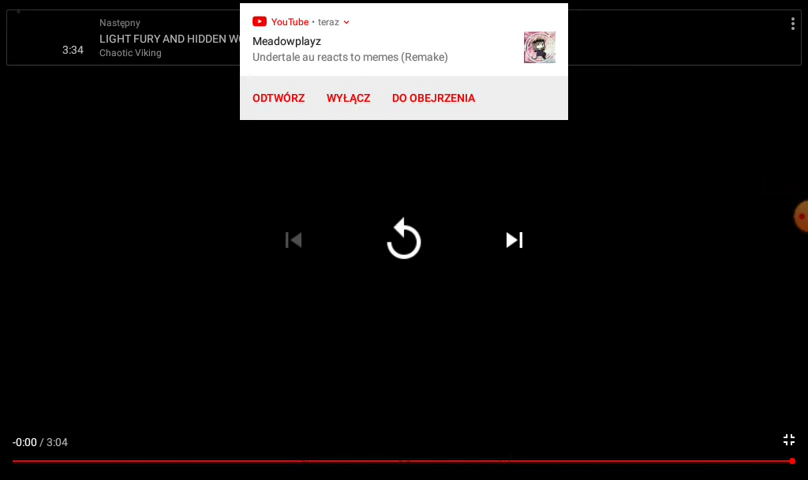 Następny
LIGHT FURY AND HIDDEN
3:34
Chaotic Viking
YouTube • teraz
Meadowplayz
Undertale au reacts to memes (Remake)
ODTWÓRZ WYŁĄCZ DO OBEJRZENIA
-0:00 / 3:04